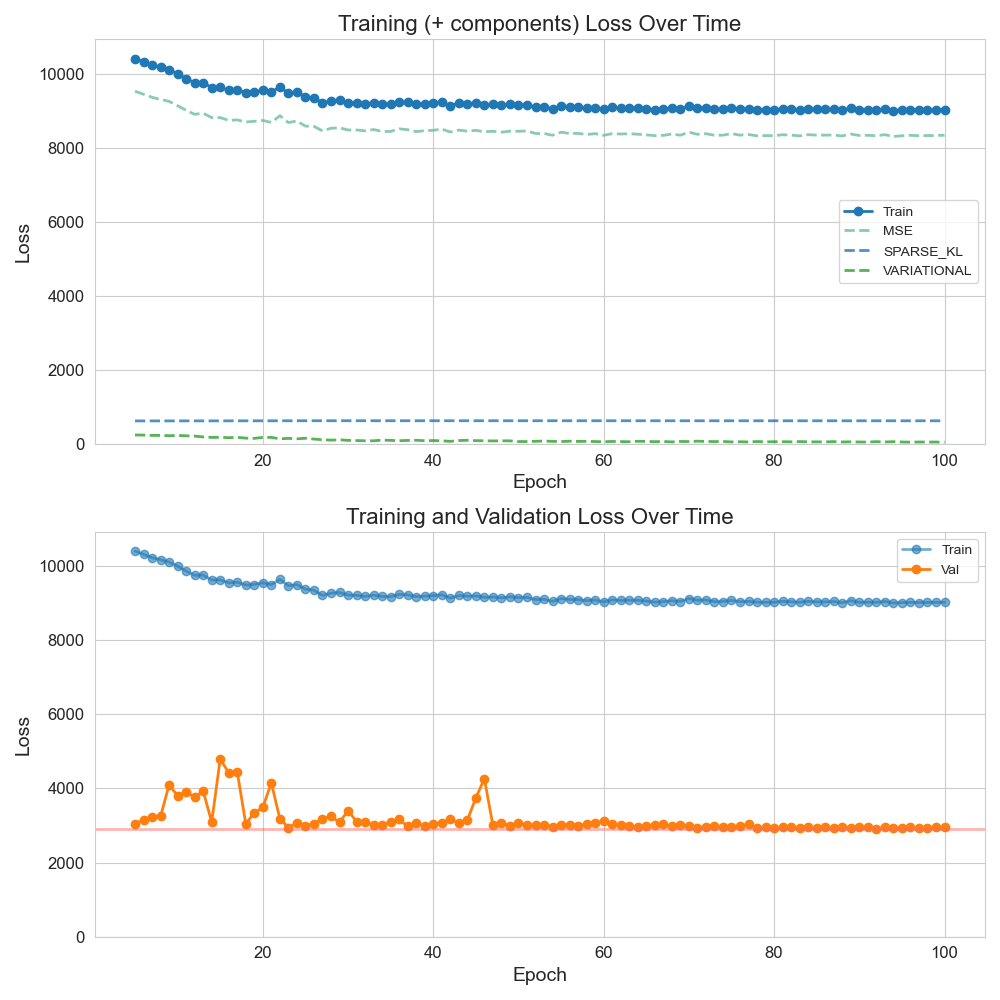 Training (+ components) Loss Over Time
10000
8000
6000
4000
2000
0
Loss
Train
MSE
SPARSE_KL
VARIATIONAL
20 40 60 80 100
Epoch
Training and Validation Loss Over Time
10000
8000
6000
4000
2000
0
Loss
Train
Val
20 40 60 80 100
Epoch